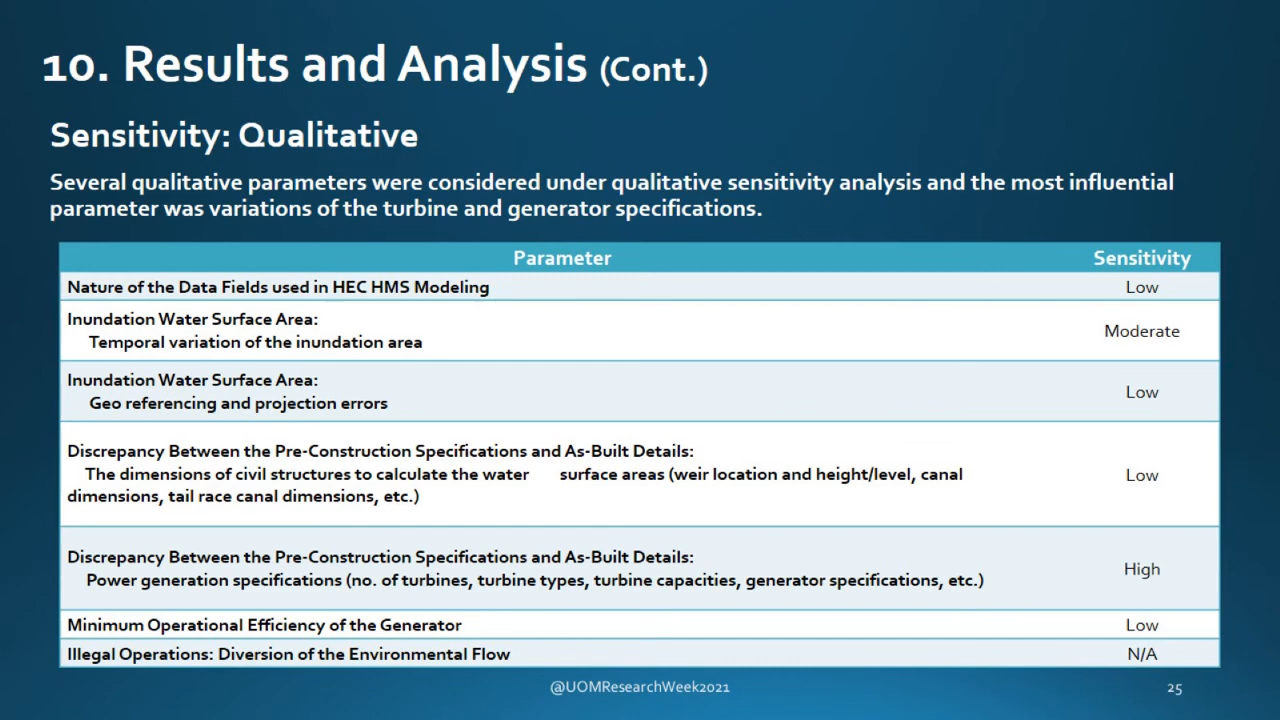 10. Results and Analysis (Cont.)
Sensitivity: Qualitative
Several qualitative parameters were considered under qualitative sensitivity analysis and the most influential
parameter was variations of the turbine and generator specifications.
Parameter Sensitivity
Nature of the Data Fields used in HEC HMS Modeling Low
Inundation Water Surface Area:
Temporal variation of the inundation area
Moderate
Inundation Water Surface Area:
Geo referencing and projection errors
Low
Discrepancy Between the Pre-Construction Specifications and As-Built Details:
The dimensions of civil structures to calculate the water surface areas (weir location and height/level, canal
dimensions, tail race canal dimensions, etc.)
Low
Discrepancy Between the Pre-Construction Specifications and As-Built Details:
Power generation specifications (no. of turbines, turbine types, turbine capacities, generator specifications, etc.)
High
Minimum Operational Efficiency of the Generator Low
Illegal Operations: Diversion of the Environmental Flow N/A
@UOMResearchWeek2021 25